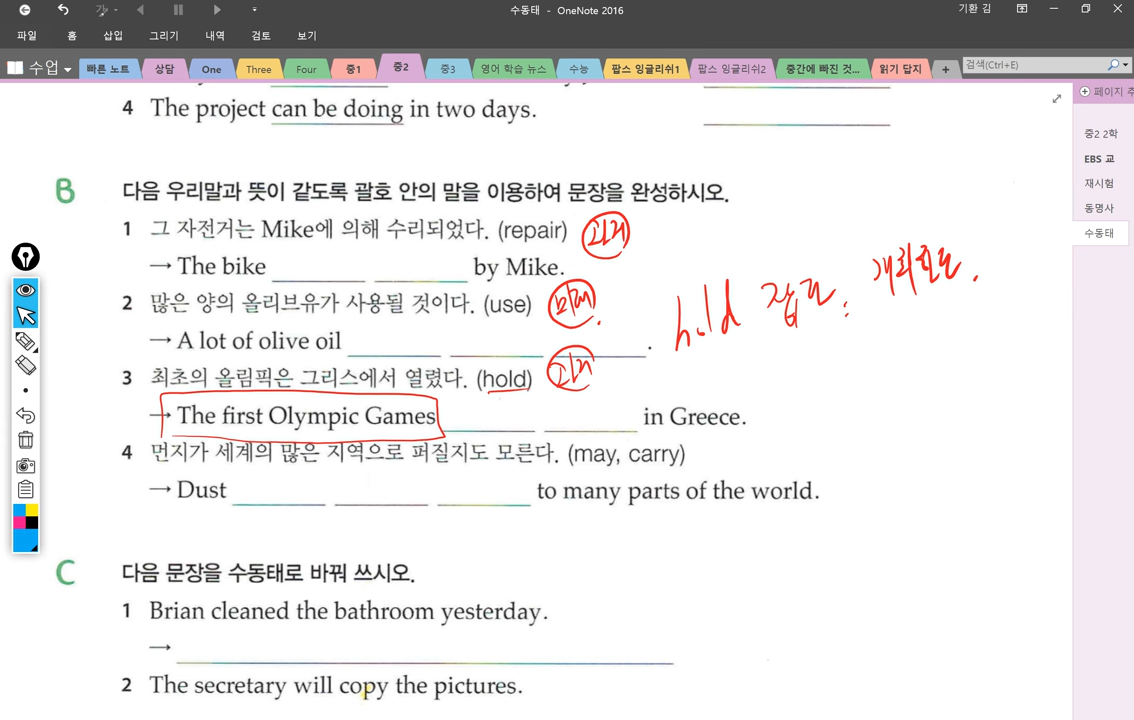 수동태 - OneNote 2016
기환 김
파일 홈 삽입 그리기 내역 검토 보기
수업 빠른 노트 상담 One Three Four 중1 중2 중3 영어 학습 뉴스 수능 팝스 잉글리쉬1 팝스 잉글리쉬2 중간에 빠진 것... 읽기 답지 + 검색(Ctrl+E)
페이지 추
중2 2학
EBS 교
재시험
동명사
수동태
4 The project can be doing in two days.
B 다음 우리말과 뜻이 같도록 괄호 안의 말을 이용하여 문장을 완성하시오.
1 그 자전거는 Mike에 의해 수리되었다. (repair) 과거
→ The bike by Mike.
2 많은 양의 올리브유가 사용될 것이다. (use) 미래.
→ A lot of olive oil .
hold 잡다. 개최하다.
3 최초의 올림픽은 그리스에서 열렸다. (hold) 과거
→ The first Olympic Games in Greece.
4 먼지가 세계의 많은 지역으로 퍼질지도 모른다. (may, carry)
→ Dust to many parts of the world.
C 다음 문장을 수동태로 바꿔 쓰시오.
1 Brian cleaned the bathroom yesterday.
→
2 The secretary will copy the pictures.